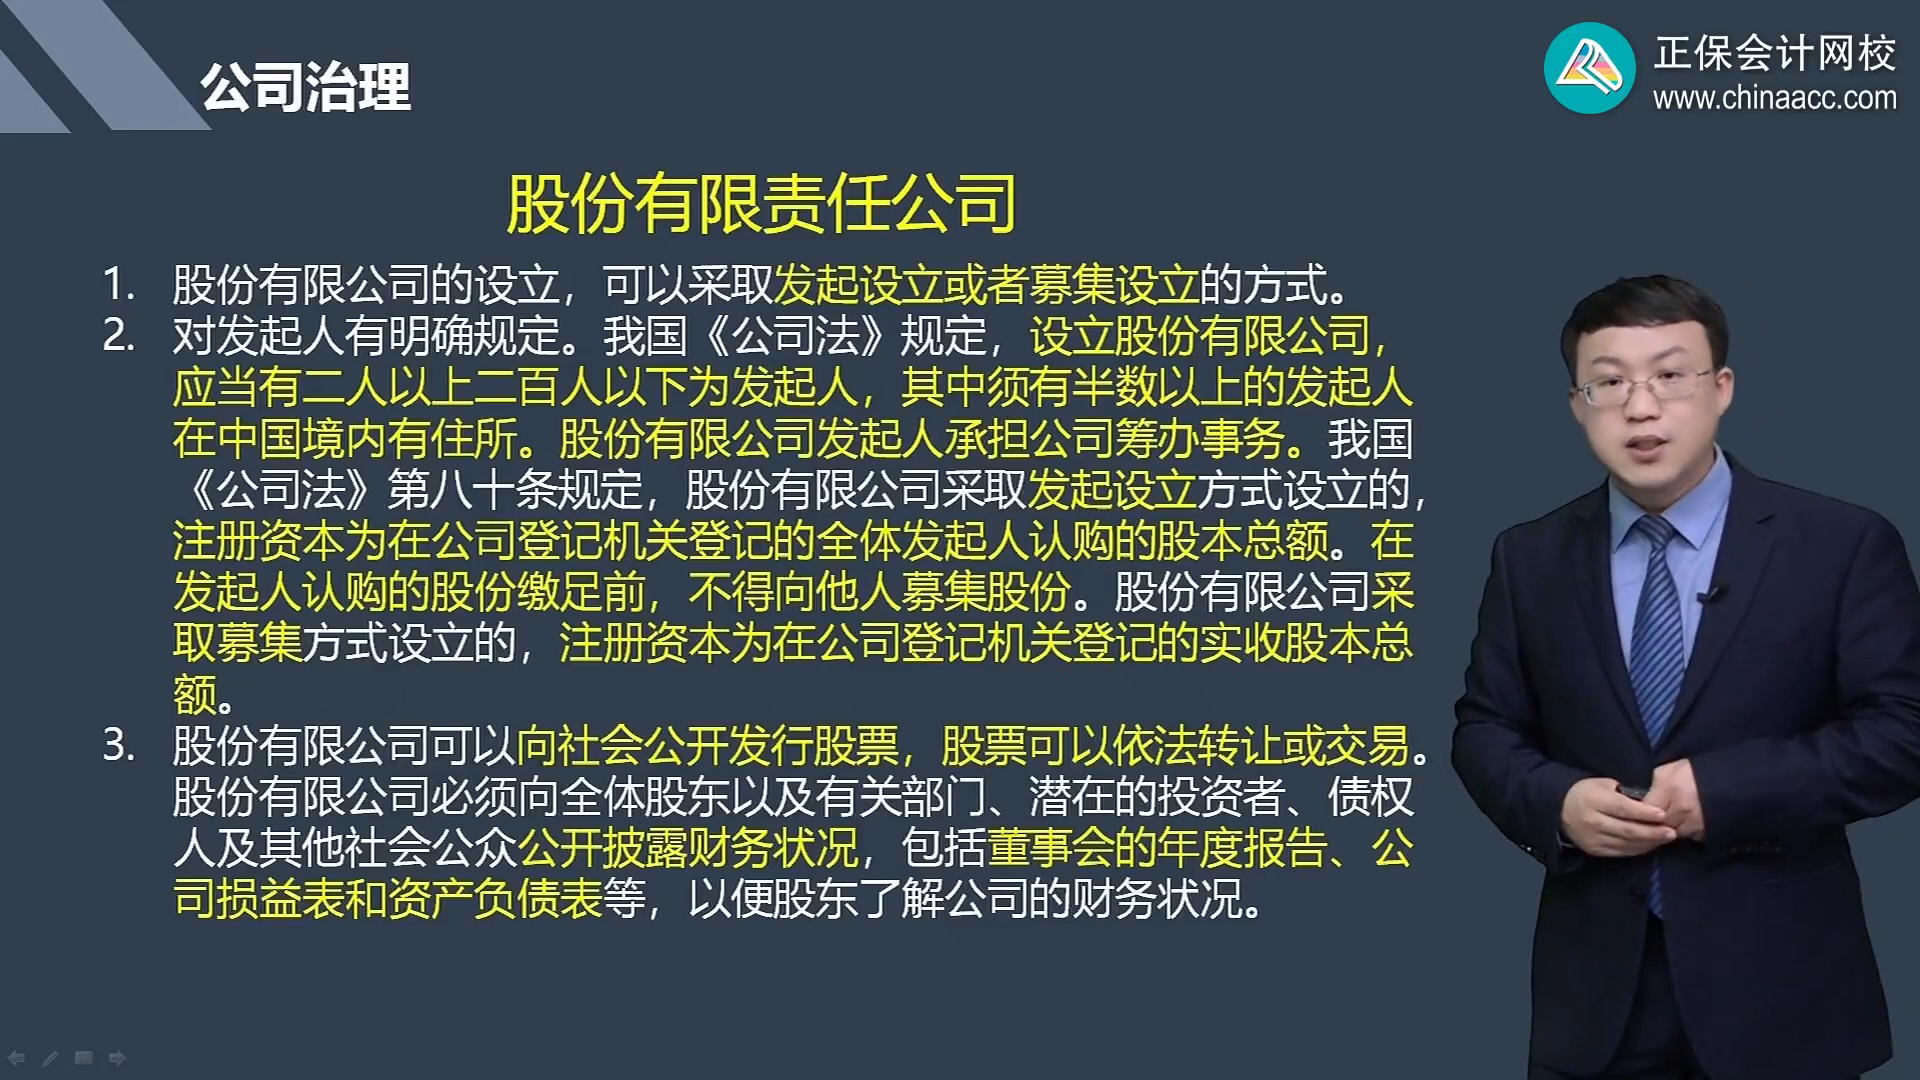 公司治理
正保会计网校
www.chinaacc.com
股份有限责任公司
1. 股份有限公司的设立，可以采取发起设立或者募集设立的方式。
2. 对发起人有明确规定。我国《公司法》规定，设立股份有限公司，
应当有二人以上二百人以下为发起人，其中须有半数以上的发起人
在中国境内有住所。股份有限公司发起人承担公司筹办事务。我国
《公司法》第八十条规定，股份有限公司采取发起设立方式设立的，
注册资本为在公司登记机关登记的全体发起人认购的股本总额。在
发起人认购的股份缴足前，不得向他人募集股份。股份有限公司采
取募集方式设立的，注册资本为在公司登记机关登记的实收股本总
额。
3. 股份有限公司可以向社会公开发行股票，股票可以依法转让或交易。
股份有限公司必须向全体股东以及有关部门、潜在的投资者、债权
人及其他社会公众公开披露财务状况，包括董事会的年度报告、公
司损益表和资产负债表等，以便股东了解公司的财务状况。